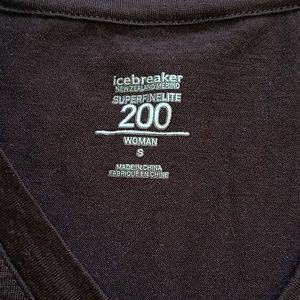 icebreaker
NEW ZEALAND MERINO
SUPERFINELITE
200
WOMAN
S
MADE IN CHINA
FABRIQUÉ EN CHINE